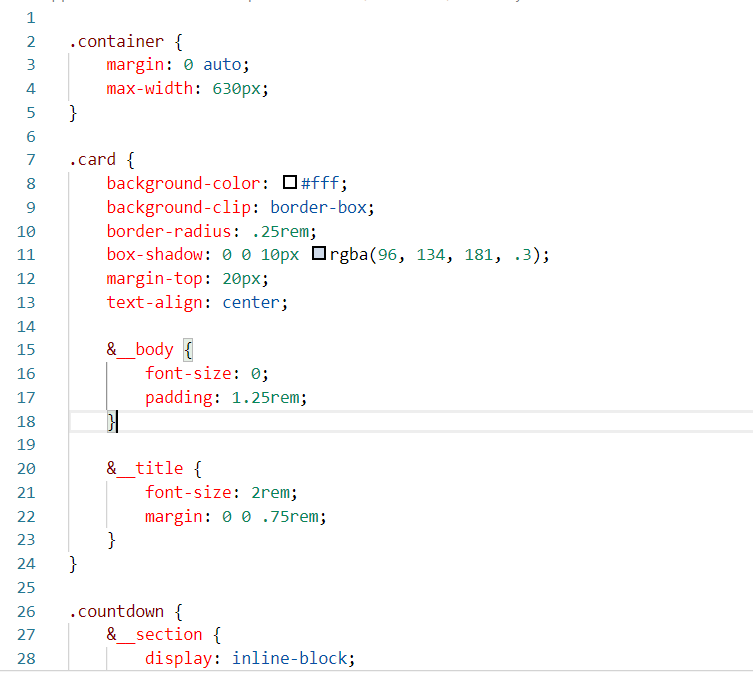 1
2 .container {
3 margin: 0 auto;
4 max-width: 630px;
5 }
6
7 .card {
8 background-color: #fff;
9 background-clip: border-box;
10 border-radius: .25rem;
11 box-shadow: 0 0 10px rgba(96, 134, 181, .3);
12 margin-top: 20px;
13 text-align: center;
14
15 &__body {
16 font-size: 0;
17 padding: 1.25rem;
18 }
19
20 &__title {
21 font-size: 2rem;
22 margin: 0 0 .75rem;
23 }
24 }
25
26 .countdown {
27 &__section {
28 display: inline-block;